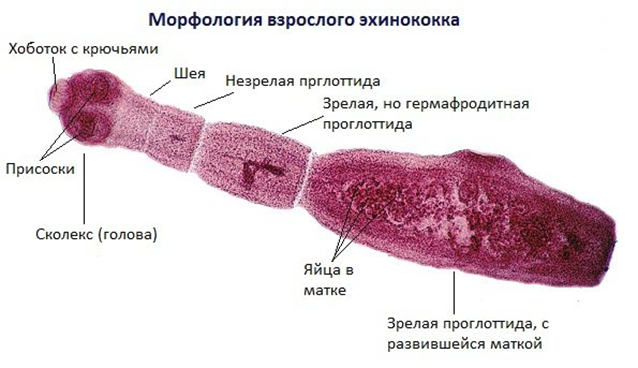 Морфология взрослого эхинококка
Хоботок с крючьями
Шея
Незрелая прглоттида
Зрелая, но гермафродитная
проглоттида
Присоски
Сколекс (голова)
Яйца в
матке
Зрелая проглоттида, с
развившейся маткой